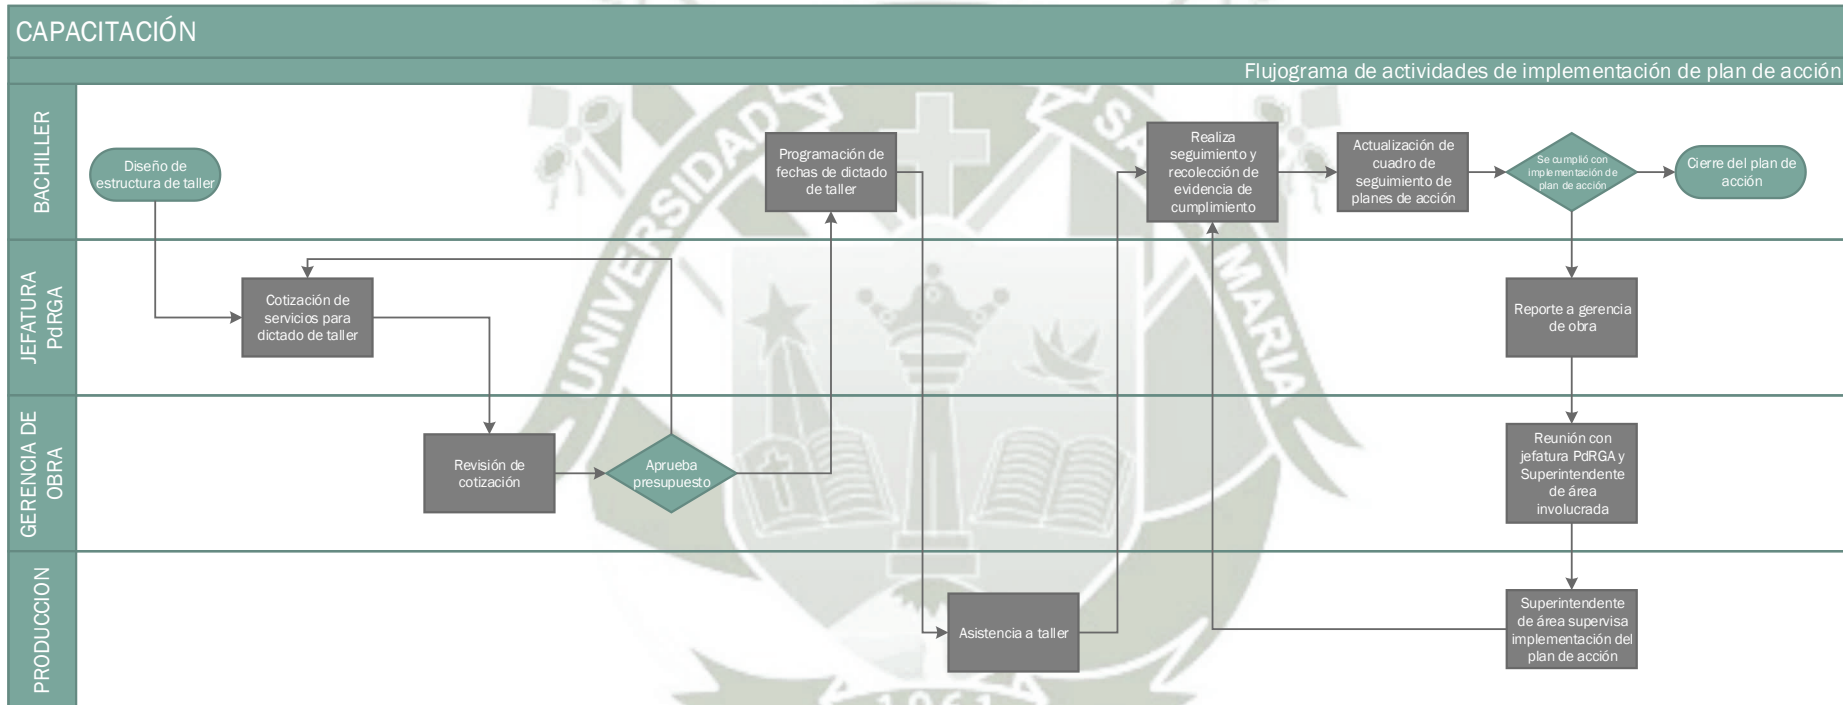 CAPACITACIÓN
Flujograma de actividades de implementación de plan de acción
BACHILLER
Diseño de
estructura de taller
Programación de
fechas de dictado
de taller
Realiza
seguimiento y
recolección de
evidencia de
cumplimiento
Actualización de
cuadro de
seguimiento de
planes de acción
Se cumplió con
implementación de
plan de acción
Cierre del plan de
acción
JEFATURA
PdRGA
Cotización de
servicios para
dictado de taller
Reporte a gerencia
de obra
GERENCIA DE
OBRA
Revisión de
cotización
Aprueba
presupuesto
Reunión con
jefatura PdRGA y
Superintendente
de área
involucrada
PRODUCCION
Asistencia a taller
Superintendente
de área supervisa
implementación del
plan de acción
UNIVERSIDAD
MARIA
1961